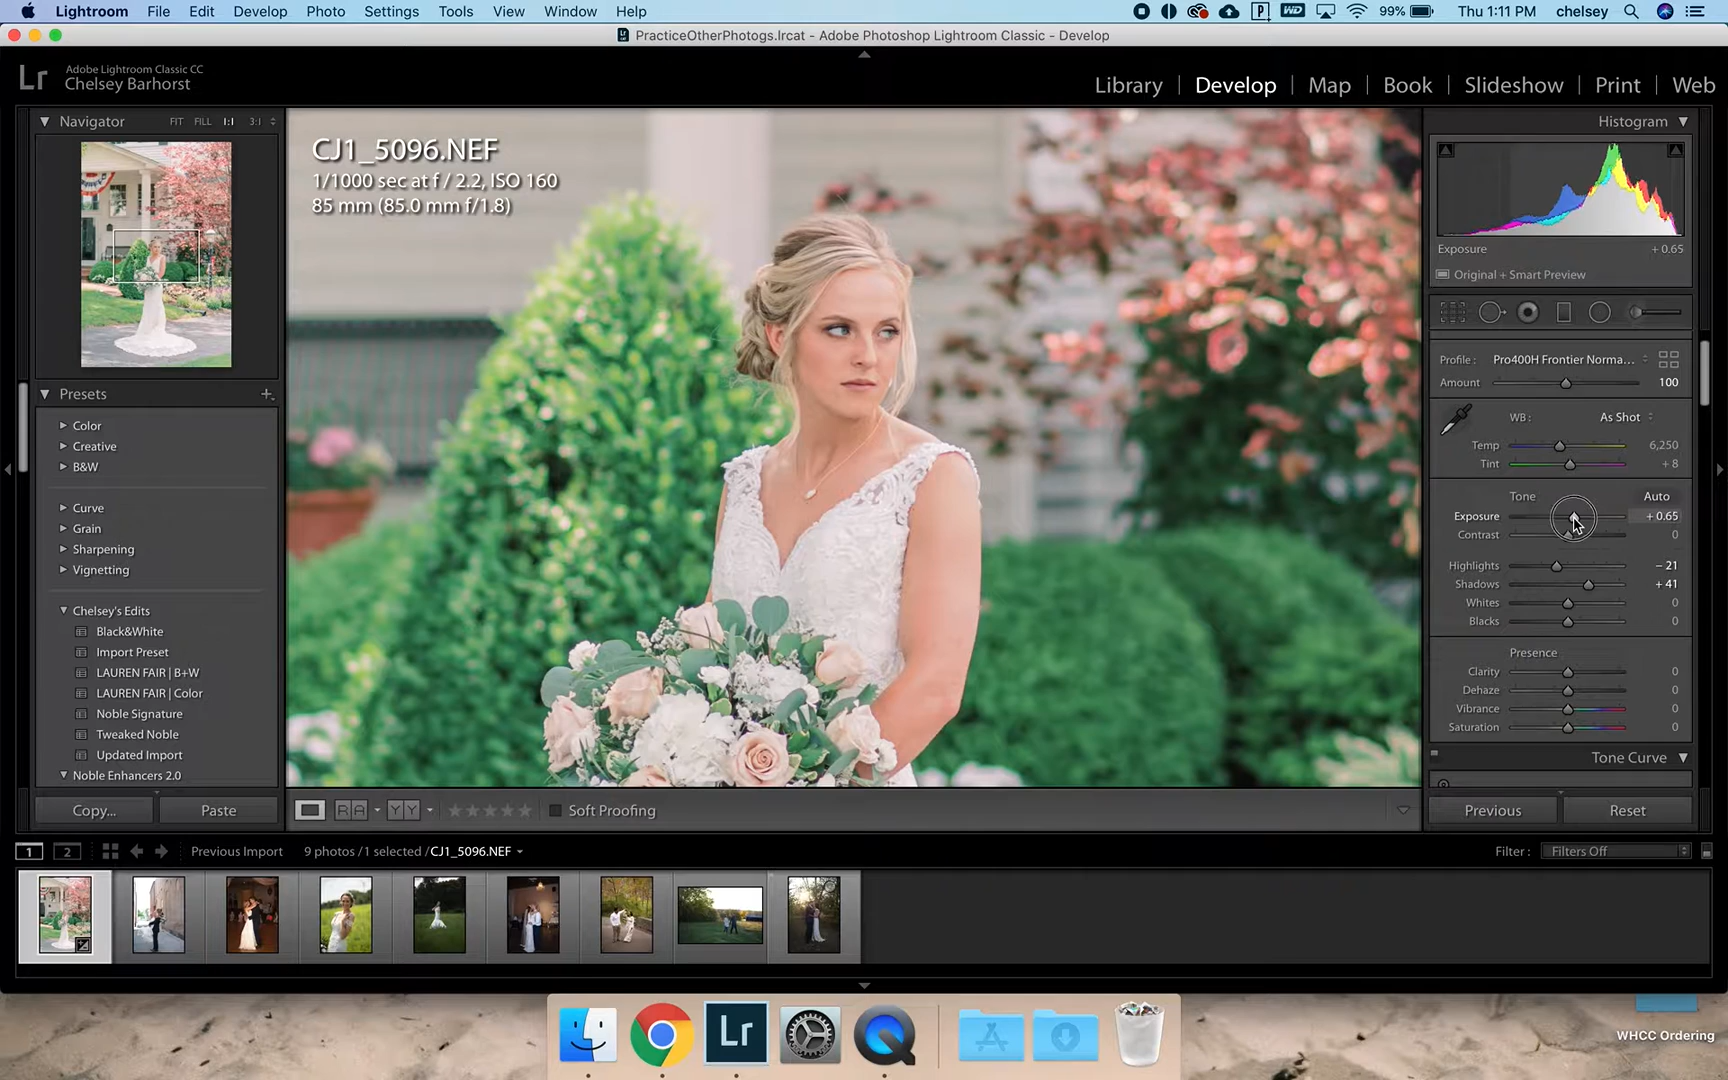 Lightroom File Edit Develop Photo Settings Tools View Window Help 99% Thu 1:11 PM chelsey
PracticeOtherPhotogs.lrcat - Adobe Photoshop Lightroom Classic - Develop
Lr
Adobe Lightroom Classic CC
Chelsey Barhorst
Library Develop Map Book Slideshow Print Web
Navigator FIT FILL 1:1 3:1
CJ1_5096.NEF
1/1000 sec at f / 2.2, ISO 160
85 mm (85.0 mm f/1.8)
Presets
Color
Creative
B&W
Curve
Grain
Sharpening
Vignetting
Chelsey's Edits
Black&White
Import Preset
LAUREN FAIR | B+W
LAUREN FAIR | Color
Noble Signature
Tweaked Noble
Updated Import
Noble Enhancers 2.0
Copy... Paste
Histogram
Exposure + 0.65
Original + Smart Preview
Profile : Pro400H Frontier Norma...
Amount 100
WB : As Shot
Temp 6,250
Tint + 8
Tone Auto
Exposure + 0.65
Contrast 0
Highlights − 21
Shadows + 41
Whites 0
Blacks 0
Presence
Clarity 0
Dehaze 0
Vibrance 0
Saturation 0
Tone Curve
Previous Reset
R A Y Y Soft Proofing
1 2 Previous Import 9 photos /1 selected /CJ1_5096.NEF Filter : Filters Off
Lr
WHCC Ordering